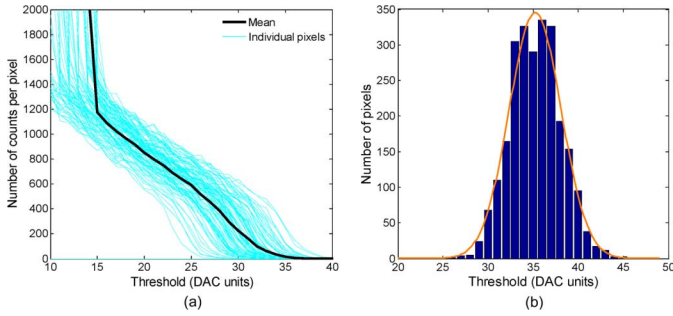 2000
1800
1600
1400
1200
1000
800
600
400
200
0
Number of counts per pixel
Mean
Individual pixels
10 15 20 25 30 35 40
Threshold (DAC units)
(a)
350
300
250
200
150
100
50
0
Number of pixels
20 25 30 35 40 45 50
Threshold (DAC units)
(b)